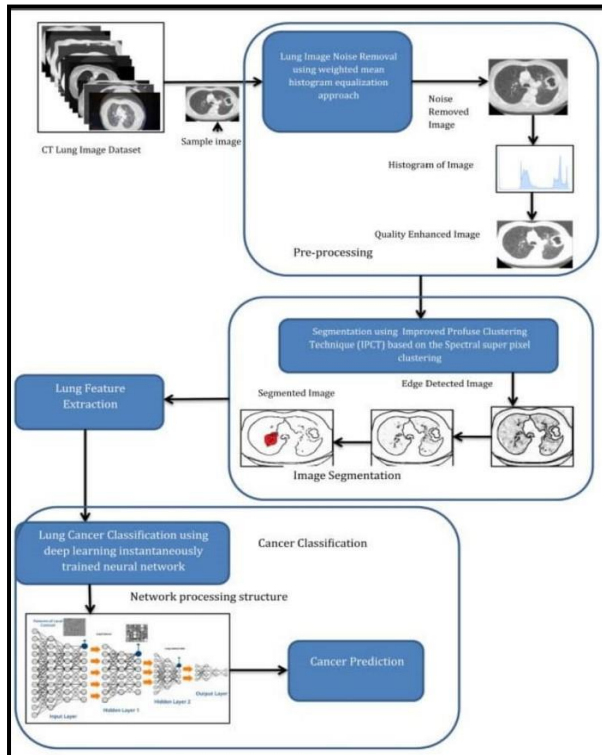 Lung Image Noise Removal
using weighted mean
histogram equalization
approach
Noise
Removed
Image
Sample image
CT Lung Image Dataset
Histogram of Image
Quality Enhanced Image
Pre-processing
Segmentation using Improved Profuse Clustering
Technique (IPCT) based on the Spectral super pixel
clustering
Edge Detected Image
Segmented Image
Image Segmentation
Lung Feature
Extraction
Lung Cancer Classification using
deep learning instantaneously
trained neural network
Cancer Classification
Network processing structure
Input Layer
Hidden Layer 1
Hidden Layer 2
Output Layer
Cancer Prediction